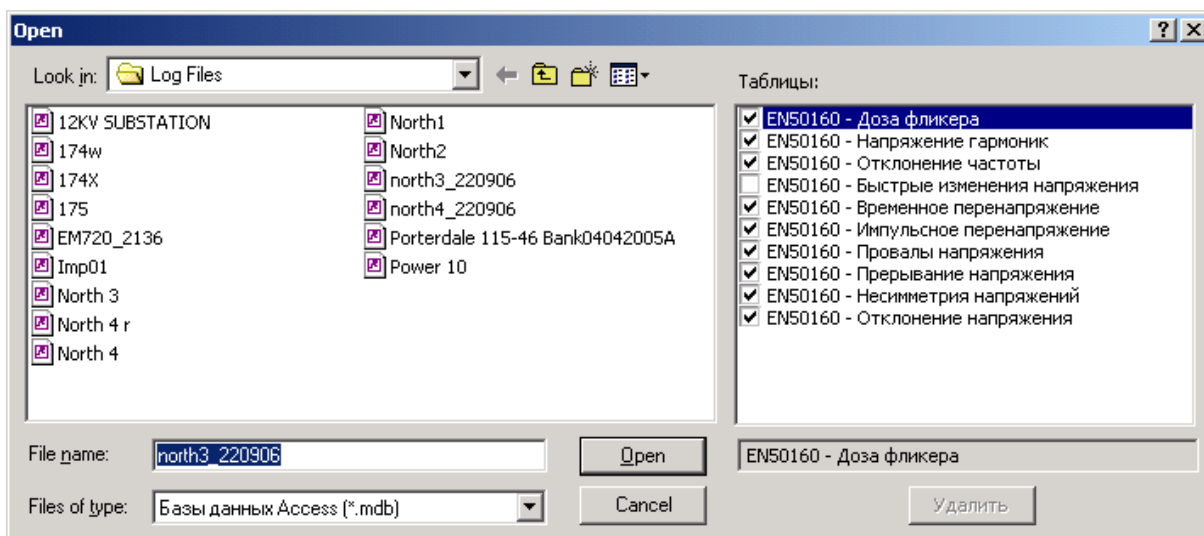 Open
Look in: Log Files
Таблицы:
12KV SUBSTATION
174w
174X
175
EM720_2136
Imp01
North 3
North 4 r
North 4
North1
North2
north3_220906
north4_220906
Porterdale 115-46 Bank04042005A
Power 10
EN50160 - Доза фликера
EN50160 - Напряжение гармоник
EN50160 - Отклонение частоты
EN50160 - Быстрые изменения напряжения
EN50160 - Временное перенапряжение
EN50160 - Импульсное перенапряжение
EN50160 - Провалы напряжения
EN50160 - Прерывание напряжения
EN50160 - Несимметрия напряжений
EN50160 - Отклонение напряжения
File name: north3_220906 Open
EN50160 - Доза фликера
Files of type: Базы данных Access (*.mdb) Cancel
Удалить